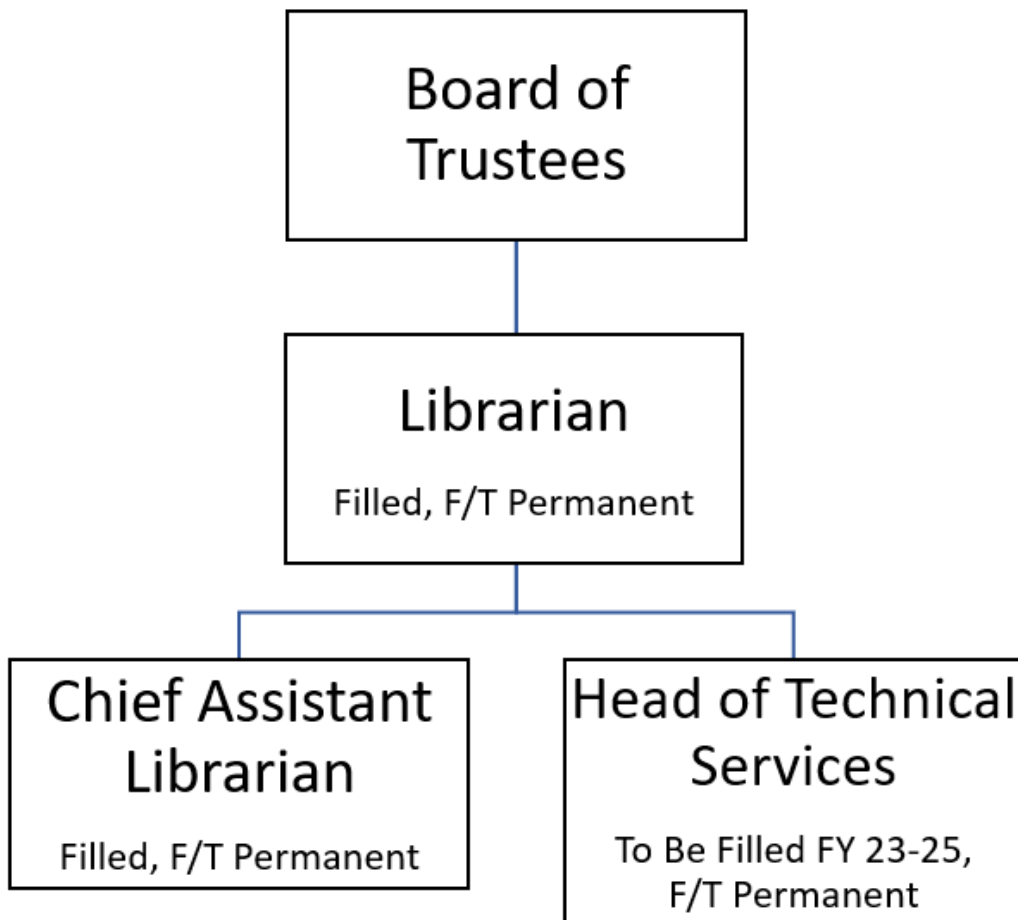 Board of
Trustees
Librarian
Filled, F/T Permanent
Chief Assistant
Librarian
Filled, F/T Permanent
Head of Technical
Services
To Be Filled FY 23-25,
F/T Permanent